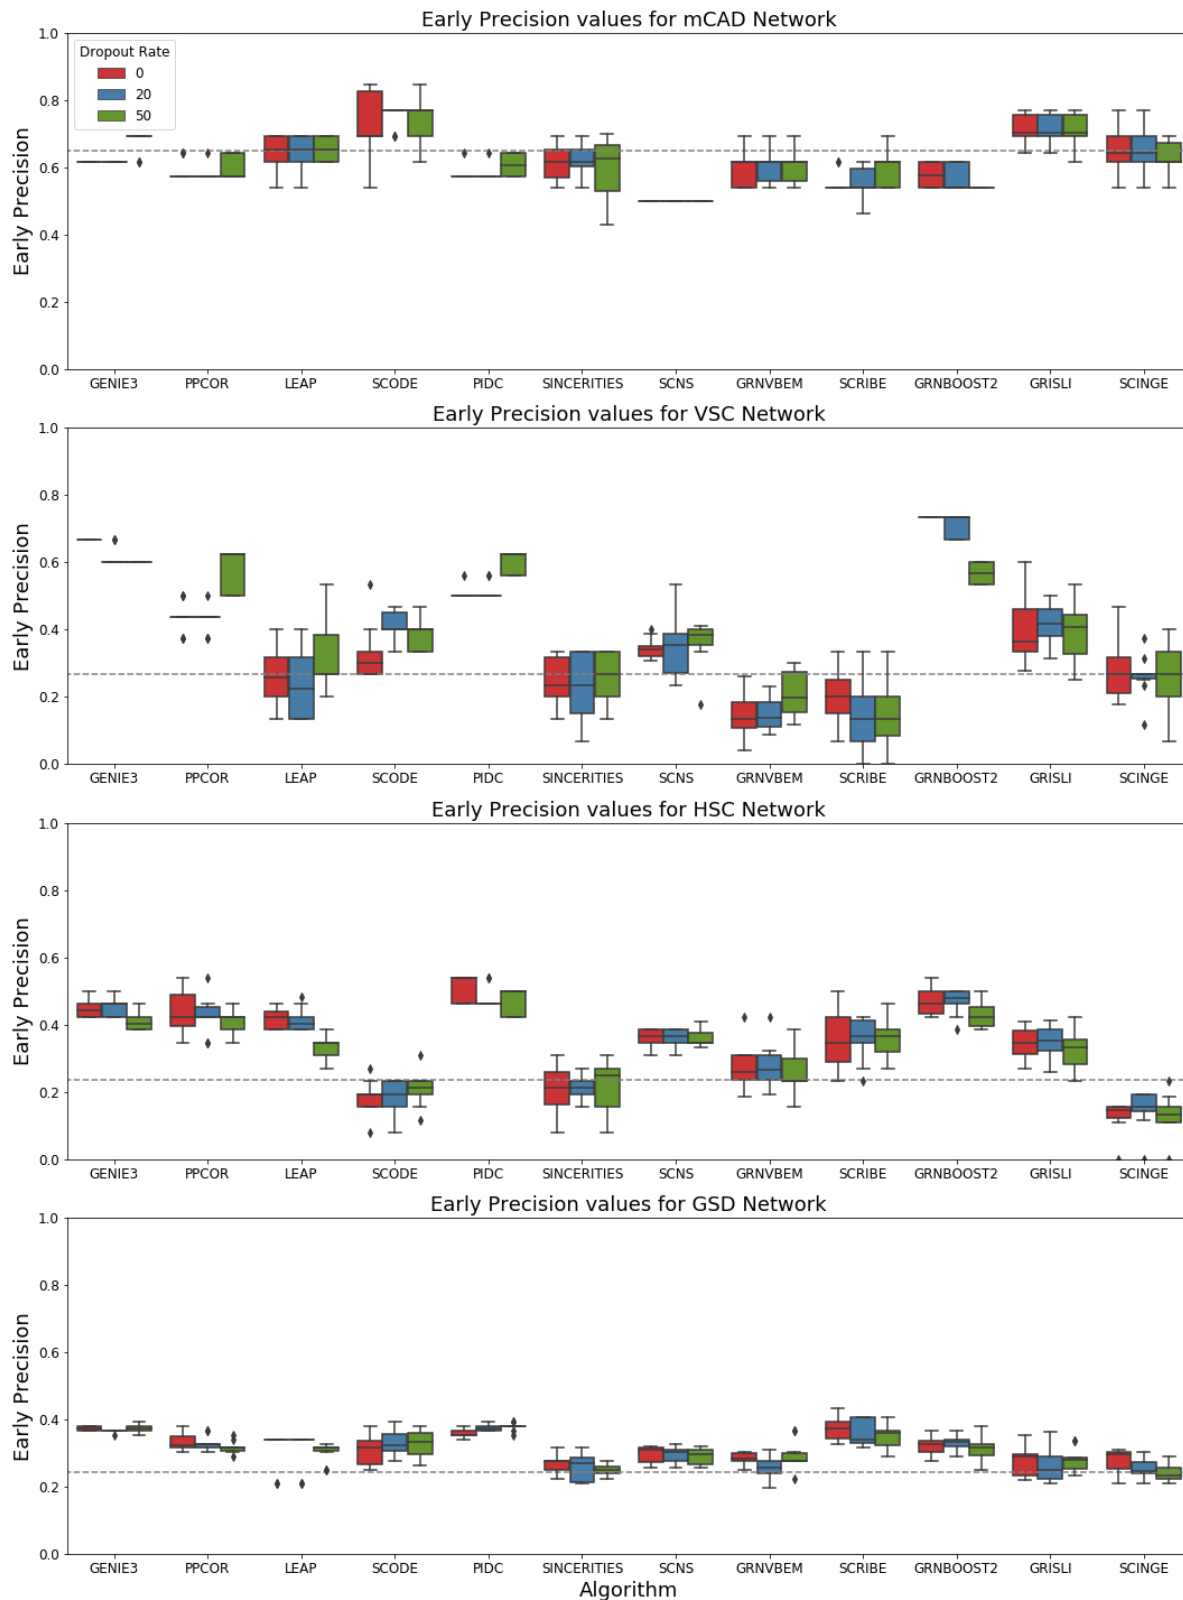 Early Precision values for mCAD Network
Early Precision
1.0
0.8
0.6
0.4
0.2
0.0
Dropout Rate
0
20
50
GENIE3 PPCOR LEAP SCODE PIDC SINCERITIES SCNS GRNVBEM SCRIBE GRNBOOST2 GRISLI SCINGE
Early Precision values for VSC Network
Early Precision
1.0
0.8
0.6
0.4
0.2
0.0
GENIE3 PPCOR LEAP SCODE PIDC SINCERITIES SCNS GRNVBEM SCRIBE GRNBOOST2 GRISLI SCINGE
Early Precision values for HSC Network
Early Precision
1.0
0.8
0.6
0.4
0.2
0.0
GENIE3 PPCOR LEAP SCODE PIDC SINCERITIES SCNS GRNVBEM SCRIBE GRNBOOST2 GRISLI SCINGE
Early Precision values for GSD Network
Early Precision
1.0
0.8
0.6
0.4
0.2
0.0
GENIE3 PPCOR LEAP SCODE PIDC SINCERITIES SCNS GRNVBEM SCRIBE GRNBOOST2 GRISLI SCINGE
Algorithm